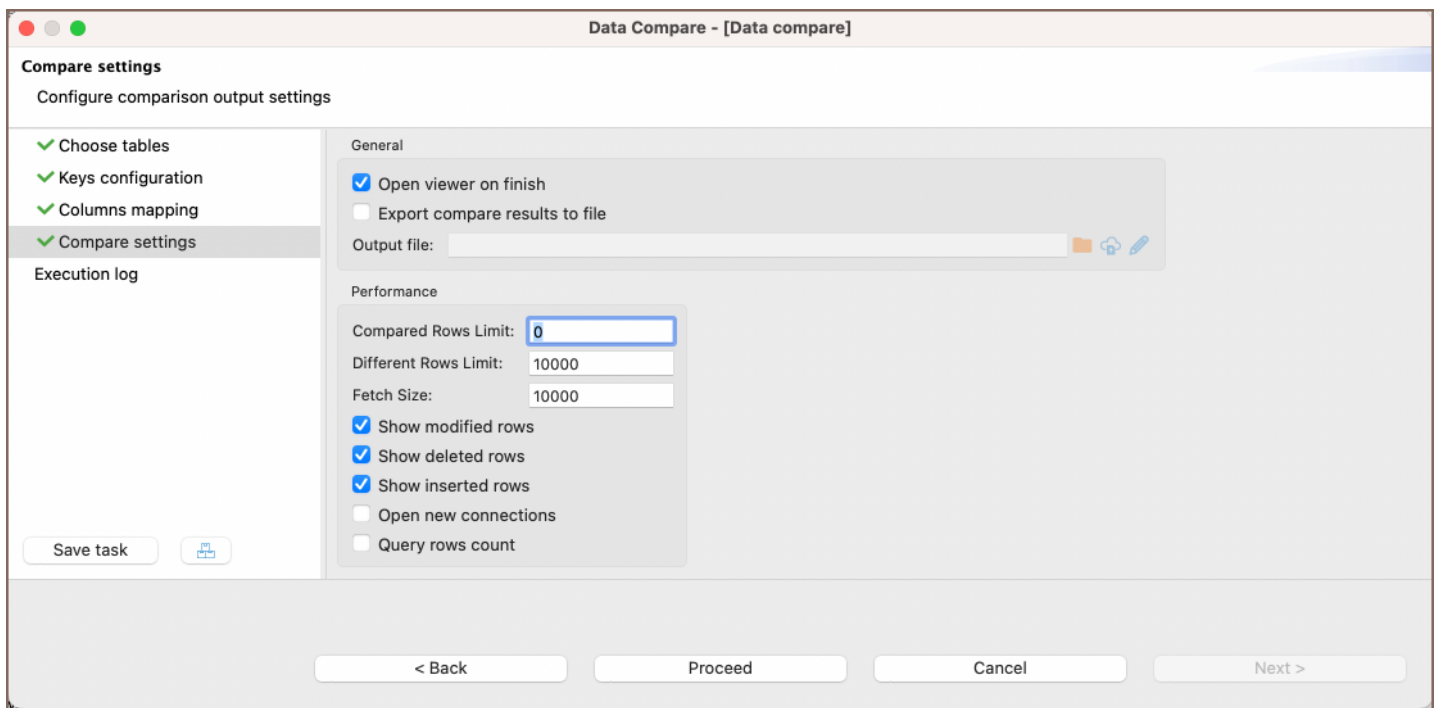 Data Compare - [Data compare]
Compare settings
Configure comparison output settings
Choose tables
Keys configuration
Columns mapping
Compare settings
Execution log
Save task
General
Open viewer on finish
Export compare results to file
Output file:
Performance
Compared Rows Limit: 0
Different Rows Limit: 10000
Fetch Size: 10000
Show modified rows
Show deleted rows
Show inserted rows
Open new connections
Query rows count
< Back Proceed Cancel Next >